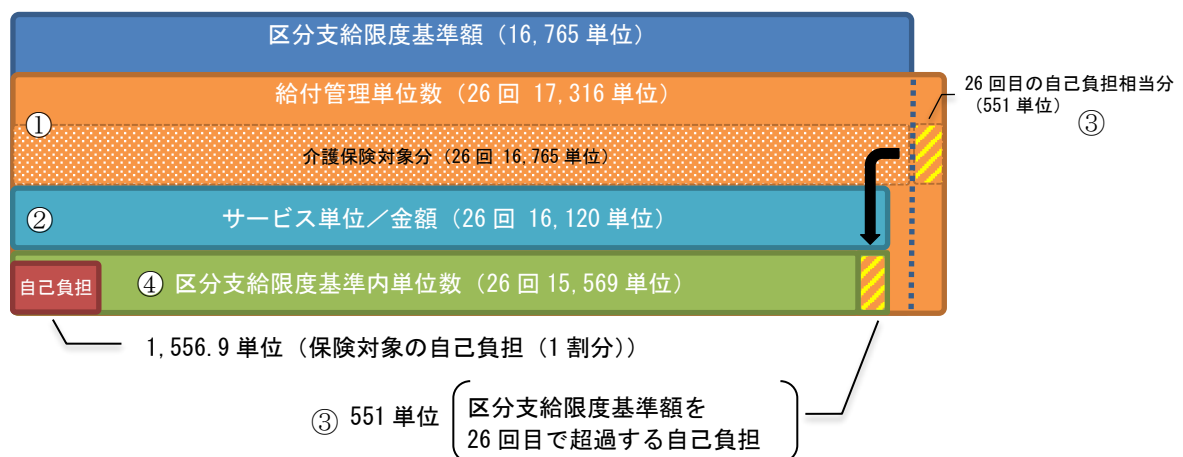 区分支給限度基準額（16,765 単位）
給付管理単位数（26 回 17,316 単位）
26 回目の自己負担相当分
（551 単位）
③
①
介護保険対象分（26 回 16,765 単位）
②
サービス単位／金額（26 回 16,120 単位）
自己負担
④ 区分支給限度基準内単位数（26 回 15,569 単位）
1,556.9 単位（保険対象の自己負担（1 割分））
③ 551 単位
区分支給限度基準額を
26 回目で超過する自己負担